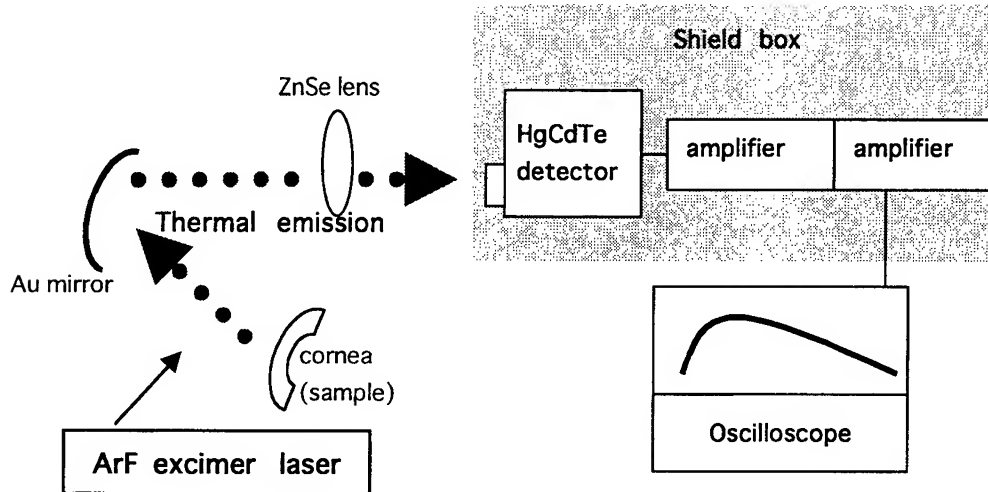 Shield box
ZnSe lens
HgCdTe
detector
amplifier
amplifier
Thermal emission
Au mirror
cornea
(sample)
Oscilloscope
ArF excimer laser